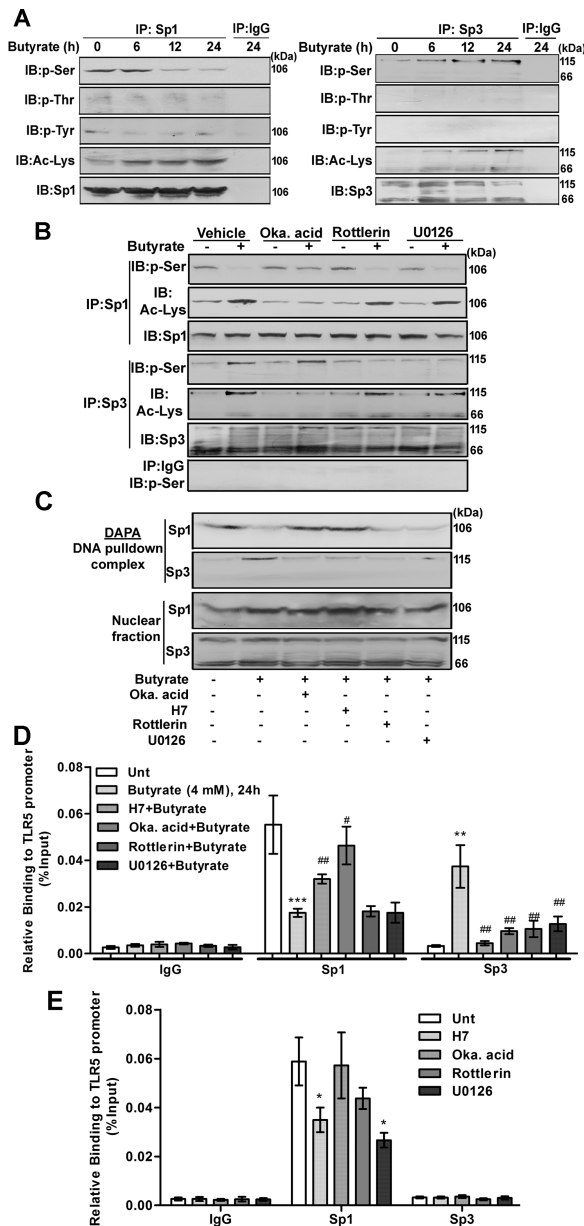 A
IP: Sp1 IP:IgG
Butyrate (h) 0 6 12 24 24 (kDa)
IB:p-Ser 106
IB:p-Thr
IB:p-Tyr 106
IB:Ac-Lys 106
IB:Sp1 106
IP: Sp3 IP:IgG
Butyrate (h) 0 6 12 24 24 (kDa)
IB:p-Ser 115
66
IB:p-Thr
IB:p-Tyr
IB:Ac-Lys 115
66
IB:Sp3 115
66
B
Vehicle Oka. acid Rottlerin U0126
Butyrate - + - + - + - + (kDa)
IP:Sp1
IB:p-Ser 106
IB: Ac-Lys 106
IB:Sp1 106
IP:Sp3
IB:p-Ser 115
IB: Ac-Lys 115
66
IB:Sp3 115
66
IP:IgG
IB:p-Ser
C
(kDa)
DAPA
DNA pulldown
complex
Sp1 106
Sp3 115
Nuclear
fraction
Sp1 106
Sp3 115
66
Butyrate - + + + + +
Oka. acid - - + - - -
H7 - - - + - -
Rottlerin - - - - + -
U0126 - - - - - +
D
Relative Binding to TLR5 promoter
(% Input)
0.08
0.06
0.04
0.02
0.00
Unt
Butyrate (4 mM), 24h
H7+Butyrate
Oka. acid+Butyrate
Rottlerin+Butyrate
U0126+Butyrate
*** ## #
** ## ## ## ##
IgG Sp1 Sp3
E
Relative Binding to TLR5 promoter
(% Input)
0.08
0.06
0.04
0.02
0.00
Unt
H7
Oka. acid
Rottlerin
U0126
* *
IgG Sp1 Sp3